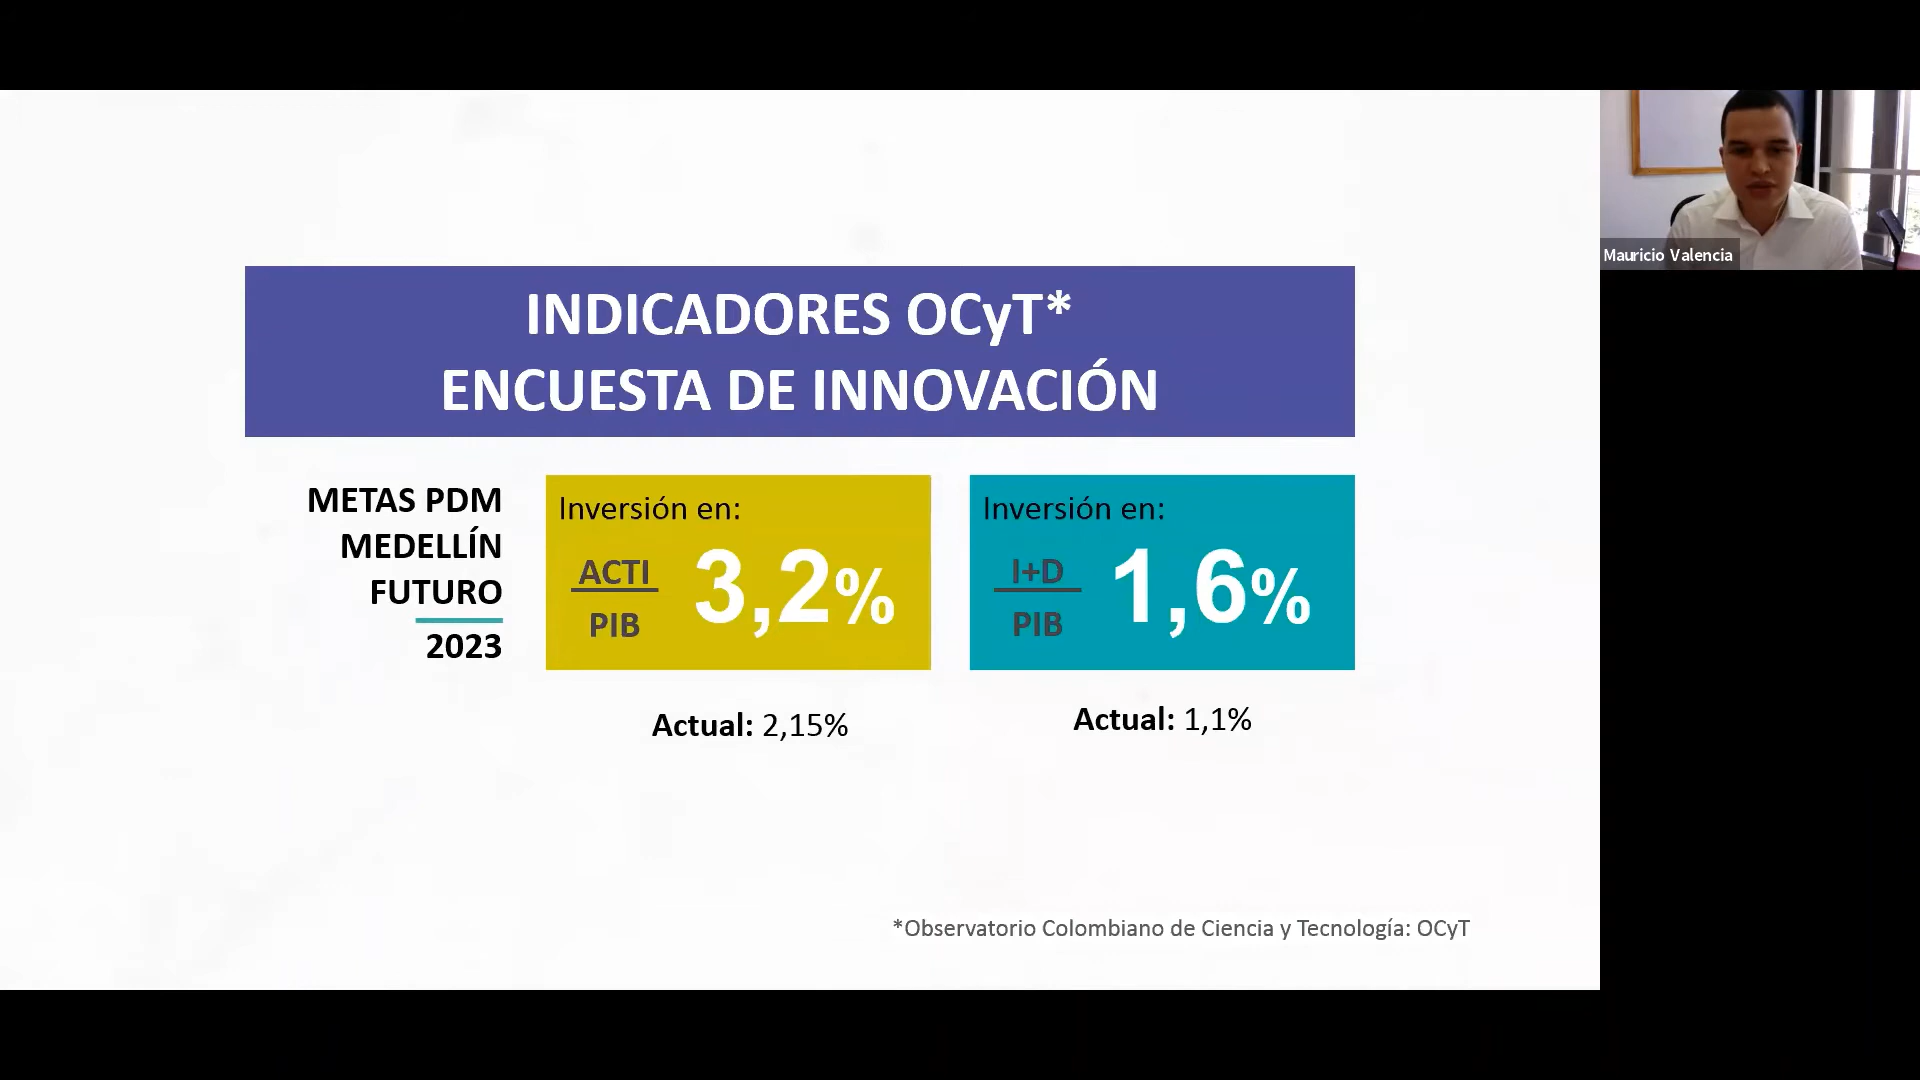 INDICADORES OCyT*
ENCUESTA DE INNOVACIÓN
METAS PDM
MEDELLÍN
FUTURO
2023
Inversión en:
ACTI
PIB
3,2%
Actual: 2,15%
Inversión en:
I+D
PIB
1,6%
Actual: 1,1%
*Observatorio Colombiano de Ciencia y Tecnología: OCyT
Mauricio Valencia